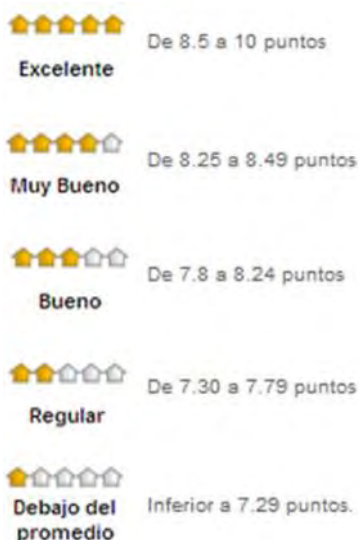 De 8.5 a 10 puntos
Excelente
De 8.25 a 8.49 puntos
Muy Bueno
De 7.8 a 8.24 puntos
Bueno
De 7.30 a 7.79 puntos
Regular
Debajo del
promedio
Inferior a 7.29 puntos.